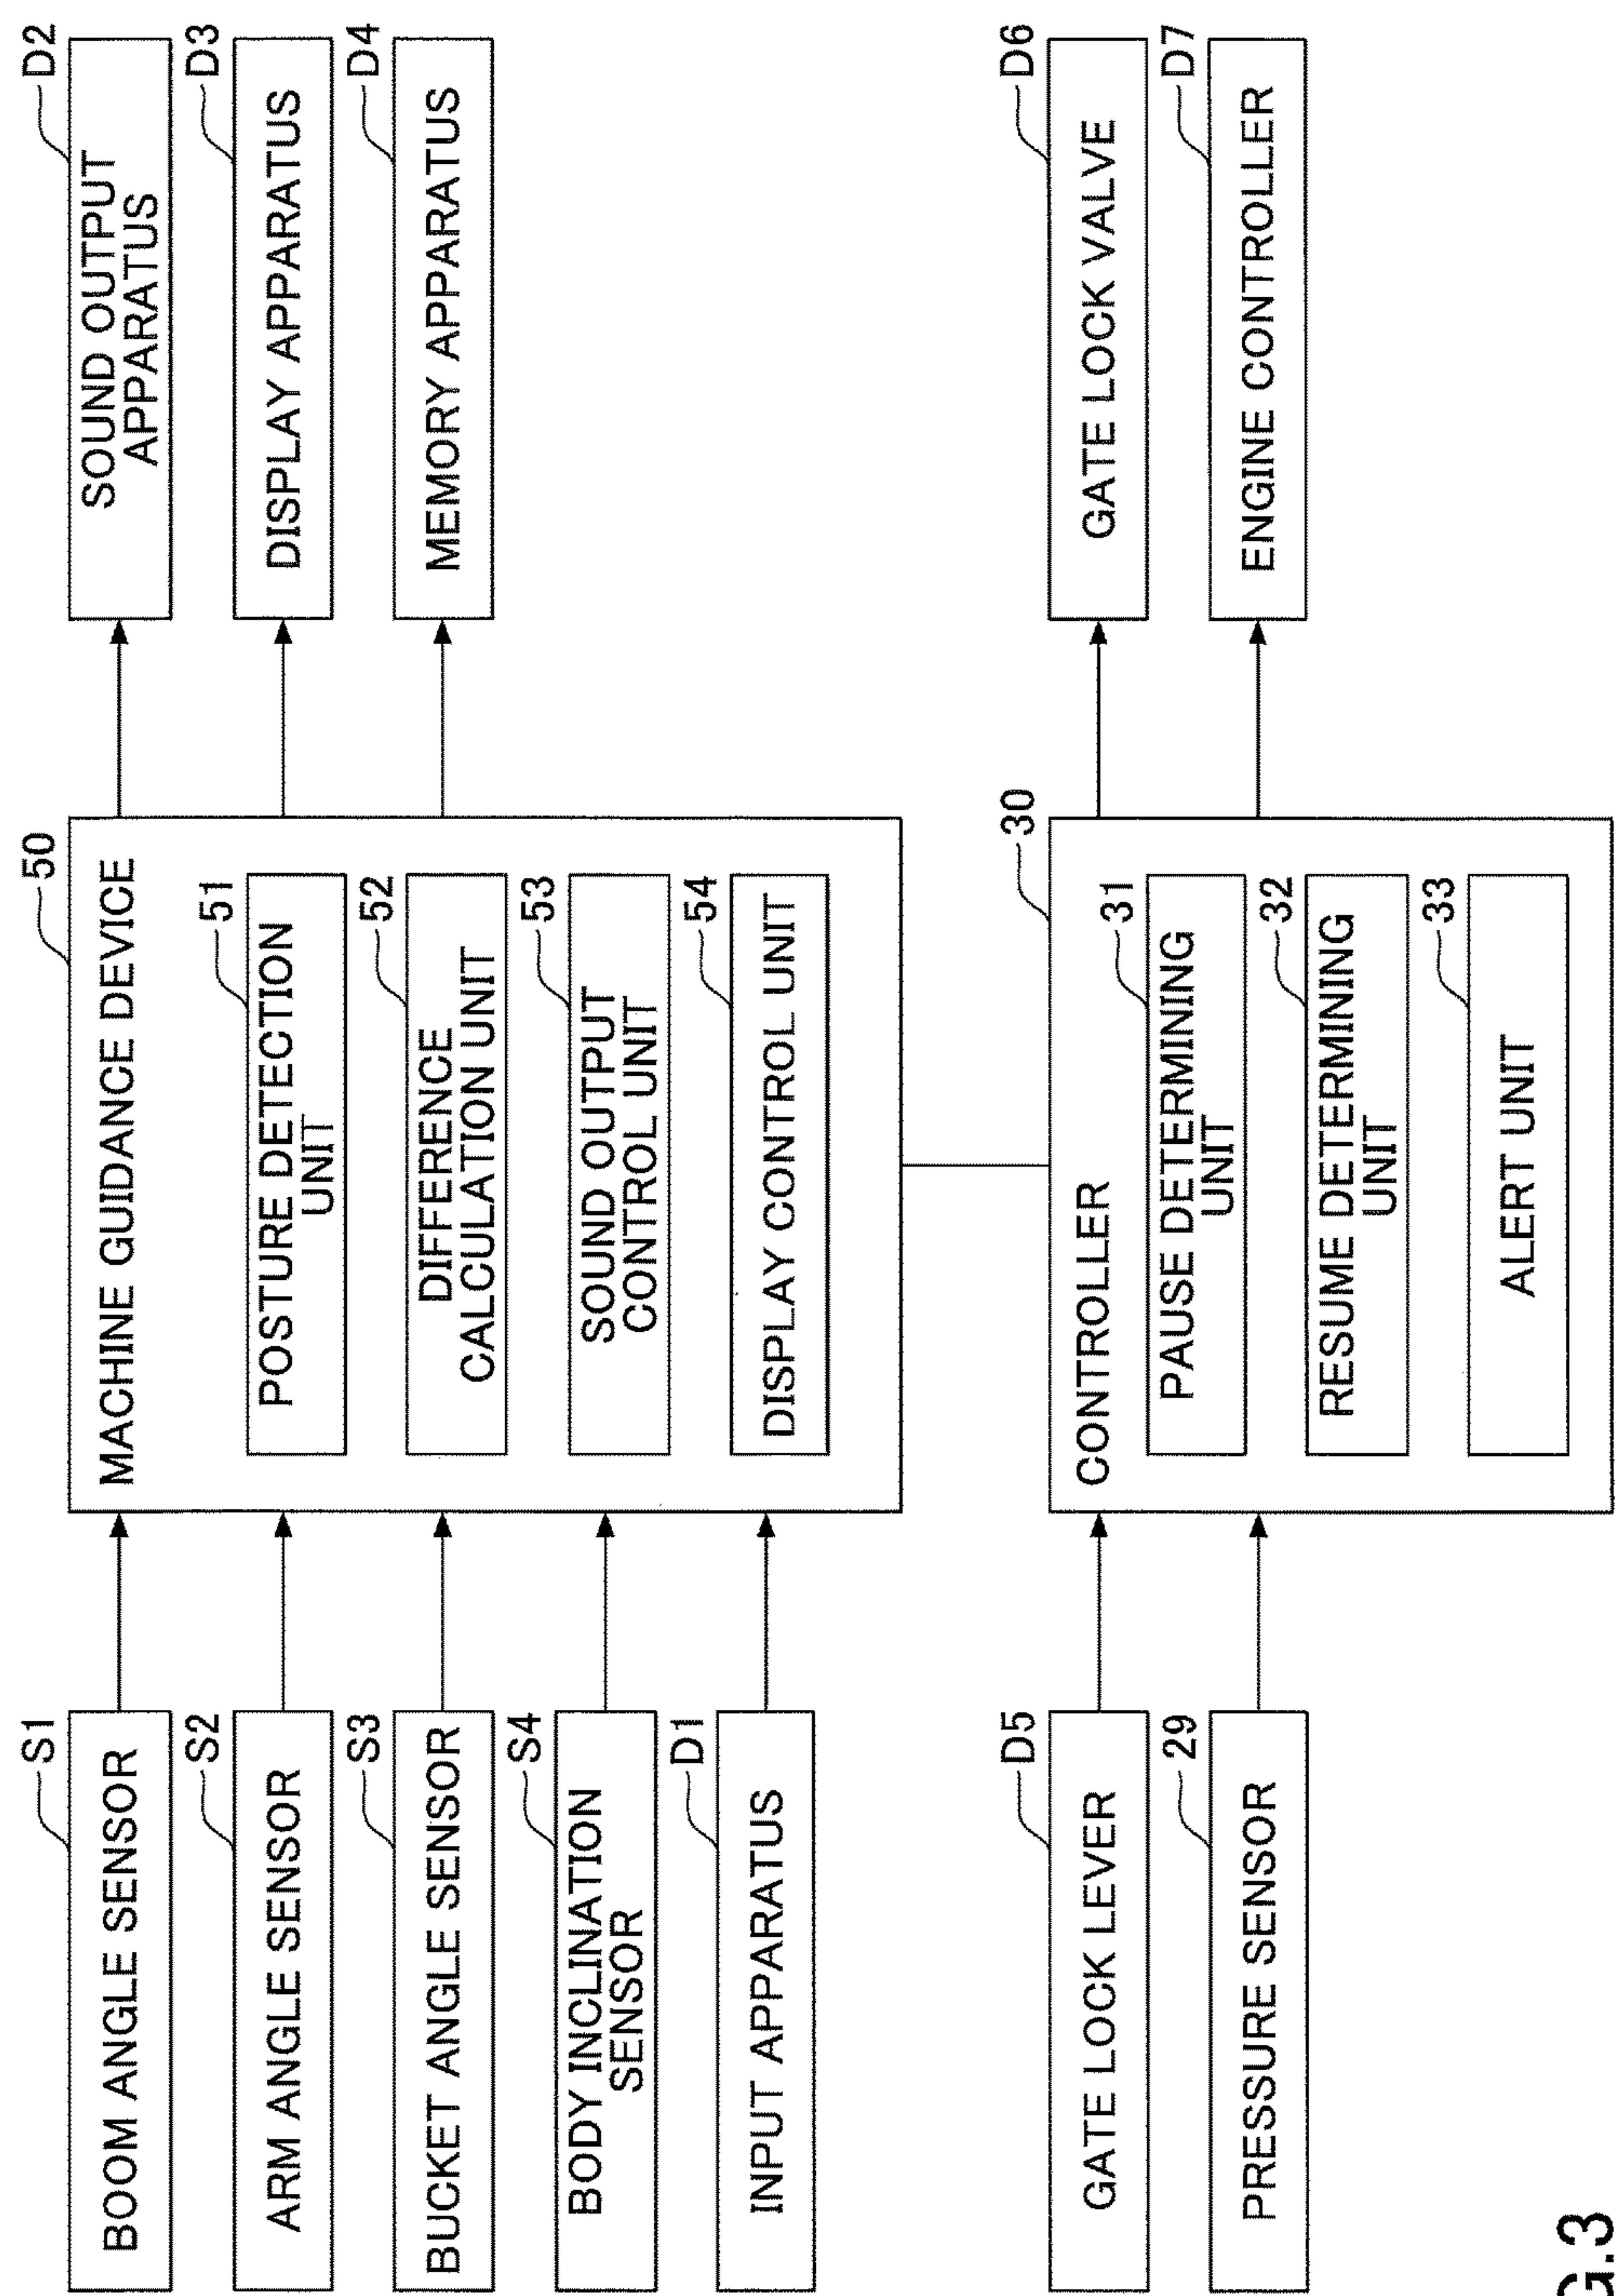 S1
BOOM ANGLE SENSOR
S2
ARM ANGLE SENSOR
S3
BUCKET ANGLE SENSOR
S4
BODY INCLINATION
SENSOR
D1
INPUT APPARATUS
50
MACHINE GUIDANCE DEVICE
51
POSTURE DETECTION
UNIT
52
DIFFERENCE
CALCULATION UNIT
53
SOUND OUTPUT
CONTROL UNIT
54
DISPLAY CONTROL UNIT
D2
SOUND OUTPUT
APPARATUS
D3
DISPLAY APPARATUS
D4
MEMORY APPARATUS
D5
GATE LOCK LEVER
29
PRESSURE SENSOR
30
CONTROLLER
31
PAUSE DETERMINING
UNIT
32
RESUME DETERMINING
UNIT
33
ALERT UNIT
D6
GATE LOCK VALVE
D7
ENGINE CONTROLLER
G.3